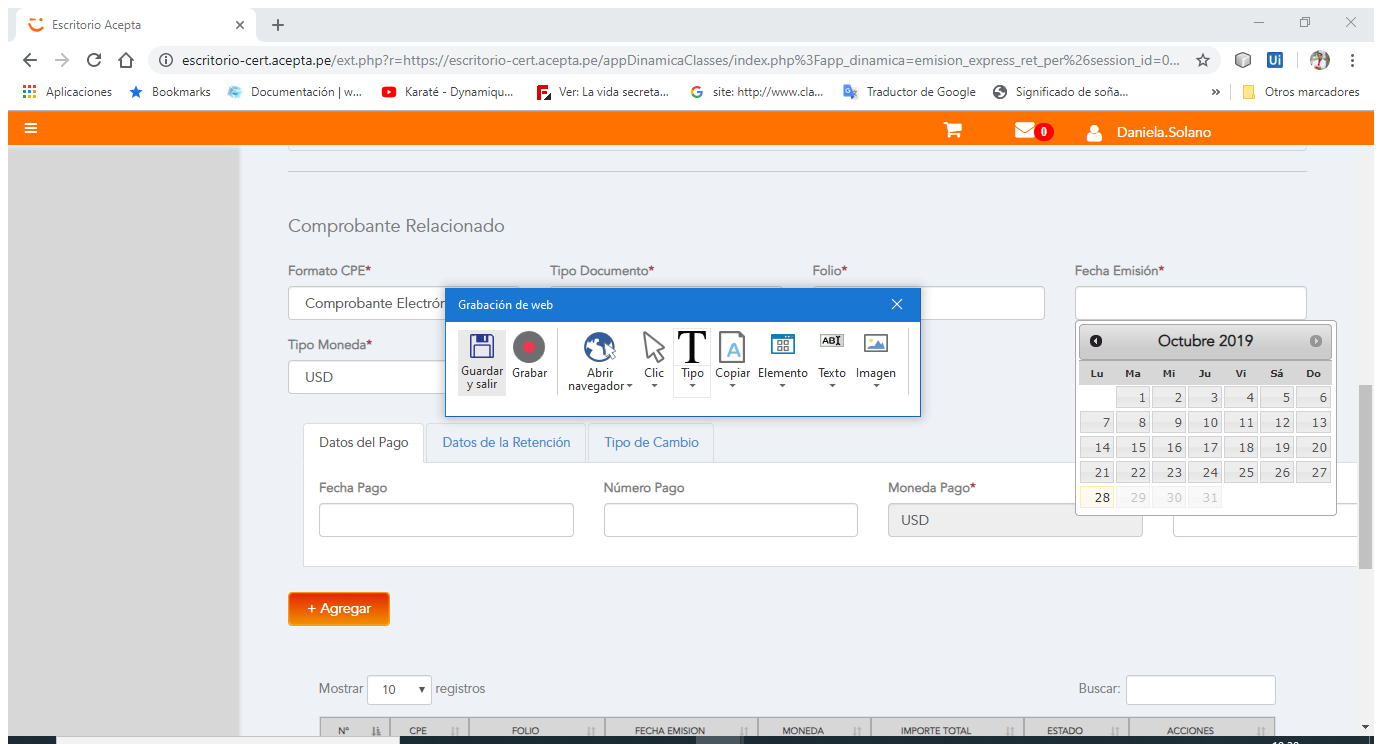 Escritorio Acepta
escritorio-cert.acepta.pe/ext.php?r=https://escritorio-cert.acepta.pe/appDinamicaClasses/index.php%3Fapp_dinamica=emision_express_ret_per%26session_id=0...
Ui
Aplicaciones Bookmarks Documentación | w... Karaté - Dynamiqu... Ver: La vida secreta... site: http://www.cla... Traductor de Google Significado de soña... » Otros marcadores
0 Daniela.Solano
Comprobante Relacionado
Formato CPE* Tipo Documento* Folio* Fecha Emisión*
Comprobante Electrór
Grabación de web
Guardar y salir
Grabar
Abrir navegador
Clic
Tipo
Copiar
Elemento
Texto
Imagen
Tipo Moneda*
USD
Octubre 2019
Lu Ma Mi Ju Vi Sá Do
1 2 3 4 5 6
7 8 9 10 11 12 13
14 15 16 17 18 19 20
21 22 23 24 25 26 27
28 29 30 31
Datos del Pago Datos de la Retención Tipo de Cambio
Fecha Pago Número Pago Moneda Pago*
USD
+ Agregar
Mostrar 10 registros Buscar:
N° CPE FOLIO FECHA EMISION MONEDA IMPORTE TOTAL ESTADO ACCIONES